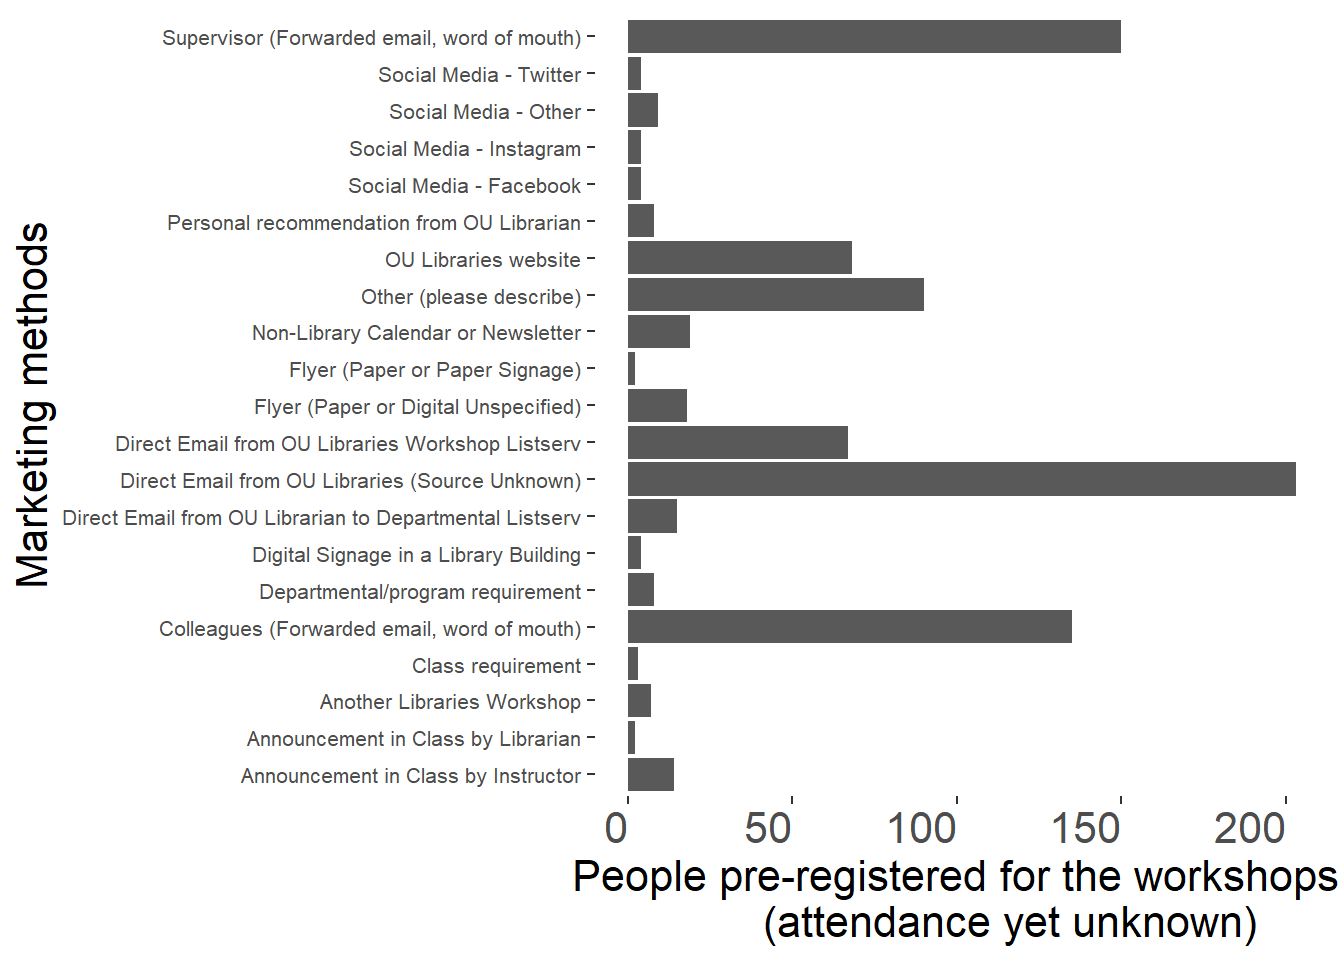 Supervisor (Forwarded email, word of mouth)
Social Media - Twitter
Social Media - Other
Social Media - Instagram
Social Media - Facebook
Personal recommendation from OU Librarian
OU Libraries website
Other (please describe)
Non-Library Calendar or Newsletter
Flyer (Paper or Paper Signage)
Flyer (Paper or Digital Unspecified)
Direct Email from OU Libraries Workshop Listserv
Direct Email from OU Libraries (Source Unknown)
Direct Email from OU Librarian to Departmental Listserv
Digital Signage in a Library Building
Departmental/program requirement
Colleagues (Forwarded email, word of mouth)
Class requirement
Another Libraries Workshop
Announcement in Class by Librarian
Announcement in Class by Instructor
Marketing methods
0 50 100 150 200
People pre-registered for the workshops
(attendance yet unknown)